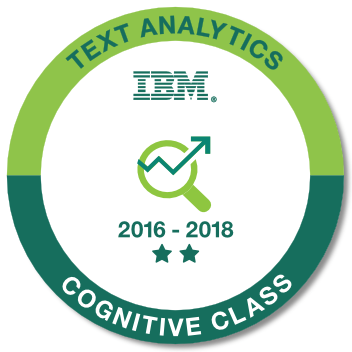 TEXT ANALYTICS
IBM®
2016 - 2018
COGNITIVE CLASS